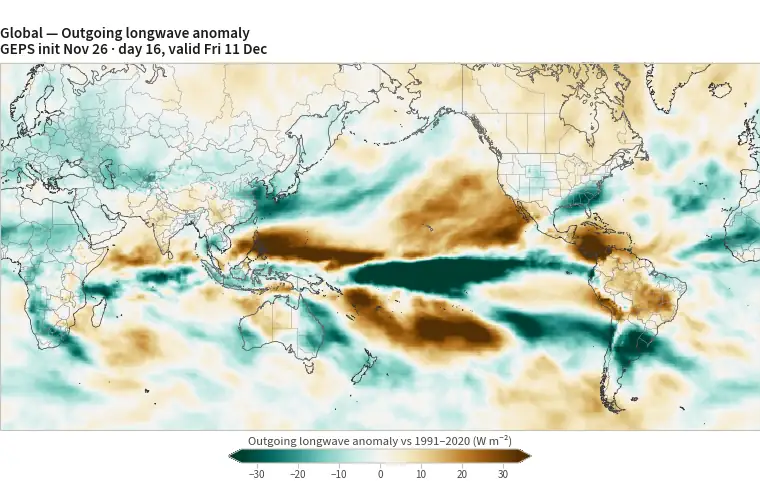 Global — Outgoing longwave anomaly
GEPS init Nov 26 · day 16, valid Fri 11 Dec
Outgoing longwave anomaly vs 1991–2020 (W m⁻²)
−30 −20 −10 0 10 20 30